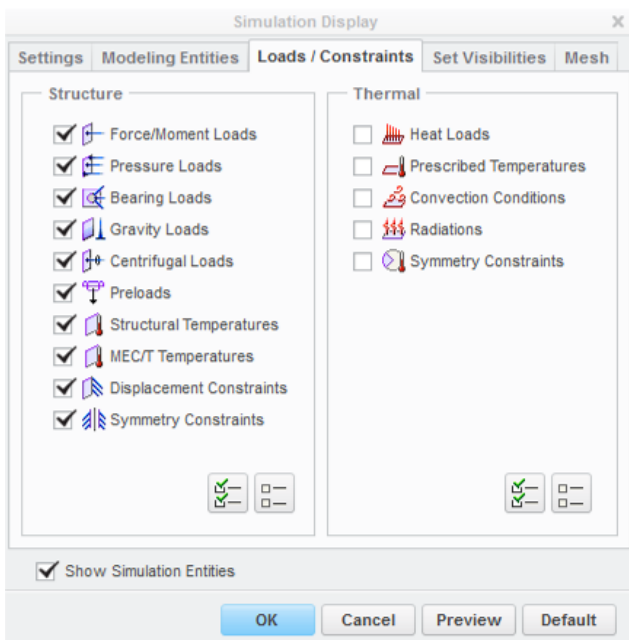 Simulation Display
Settings Modeling Entities Loads / Constraints Set Visibilities Mesh
Structure
Force/Moment Loads
Pressure Loads
Bearing Loads
Gravity Loads
Centrifugal Loads
Preloads
Structural Temperatures
MEC/T Temperatures
Displacement Constraints
Symmetry Constraints
Thermal
Heat Loads
Prescribed Temperatures
Convection Conditions
Radiations
Symmetry Constraints
Show Simulation Entities
OK Cancel Preview Default